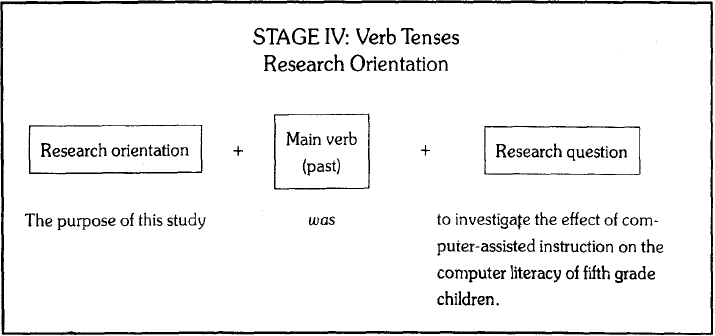 STAGE IV: Verb Tenses
Research Orientation
Research orientation + Main verb (past) + Research question
The purpose of this study was to investigate the effect of com-
puter-assisted instruction on the
computer literacy of fifth grade
children.